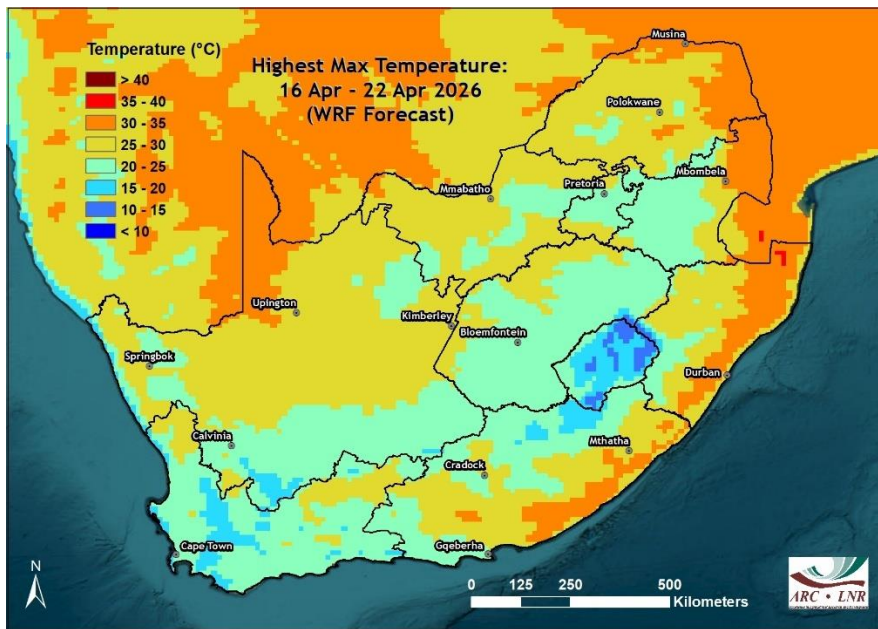 Temperature (°C)
> 40
35 - 40
30 - 35
25 - 30
20 - 25
15 - 20
10 - 15
< 10
Highest Max Temperature:
16 Apr - 22 Apr 2026
(WRF Forecast)
Musina
Polokwane
Mbombela
Pretoria
Mmabatho
Upington
Kimberley
Bloemfontein
Springbok
Durban
Calvinia
Mthatha
Cradock
Cape Town
Gqeberha
N
0 125 250 500
Kilometers
ARC • LNR